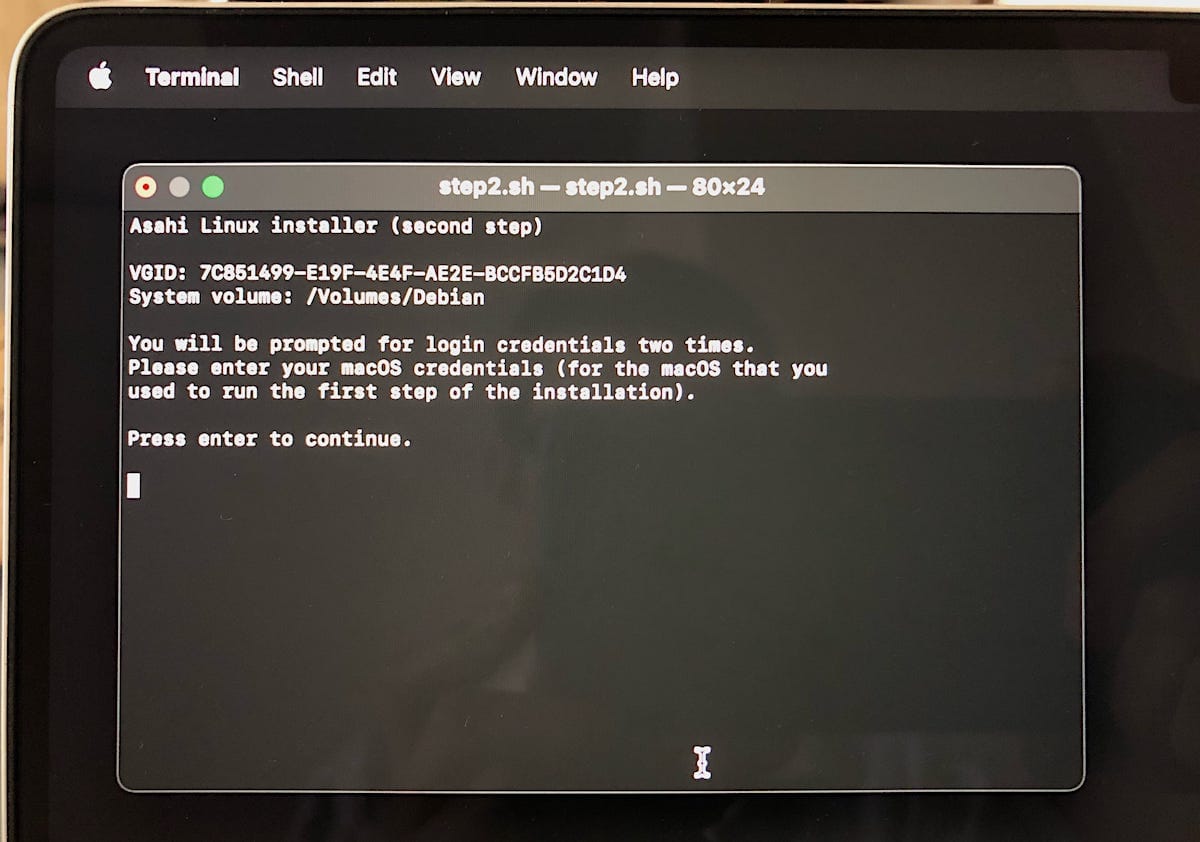 Terminal Shell Edit View Window Help
step2.sh — step2.sh — 80×24
Asahi Linux installer (second step)
VGID: 7C851499-E19F-4E4F-AE2E-BCCFB5D2C1D4
System volume: /Volumes/Debian
You will be prompted for login credentials two times.
Please enter your macOS credentials (for the macOS that you
used to run the first step of the installation).
Press enter to continue.